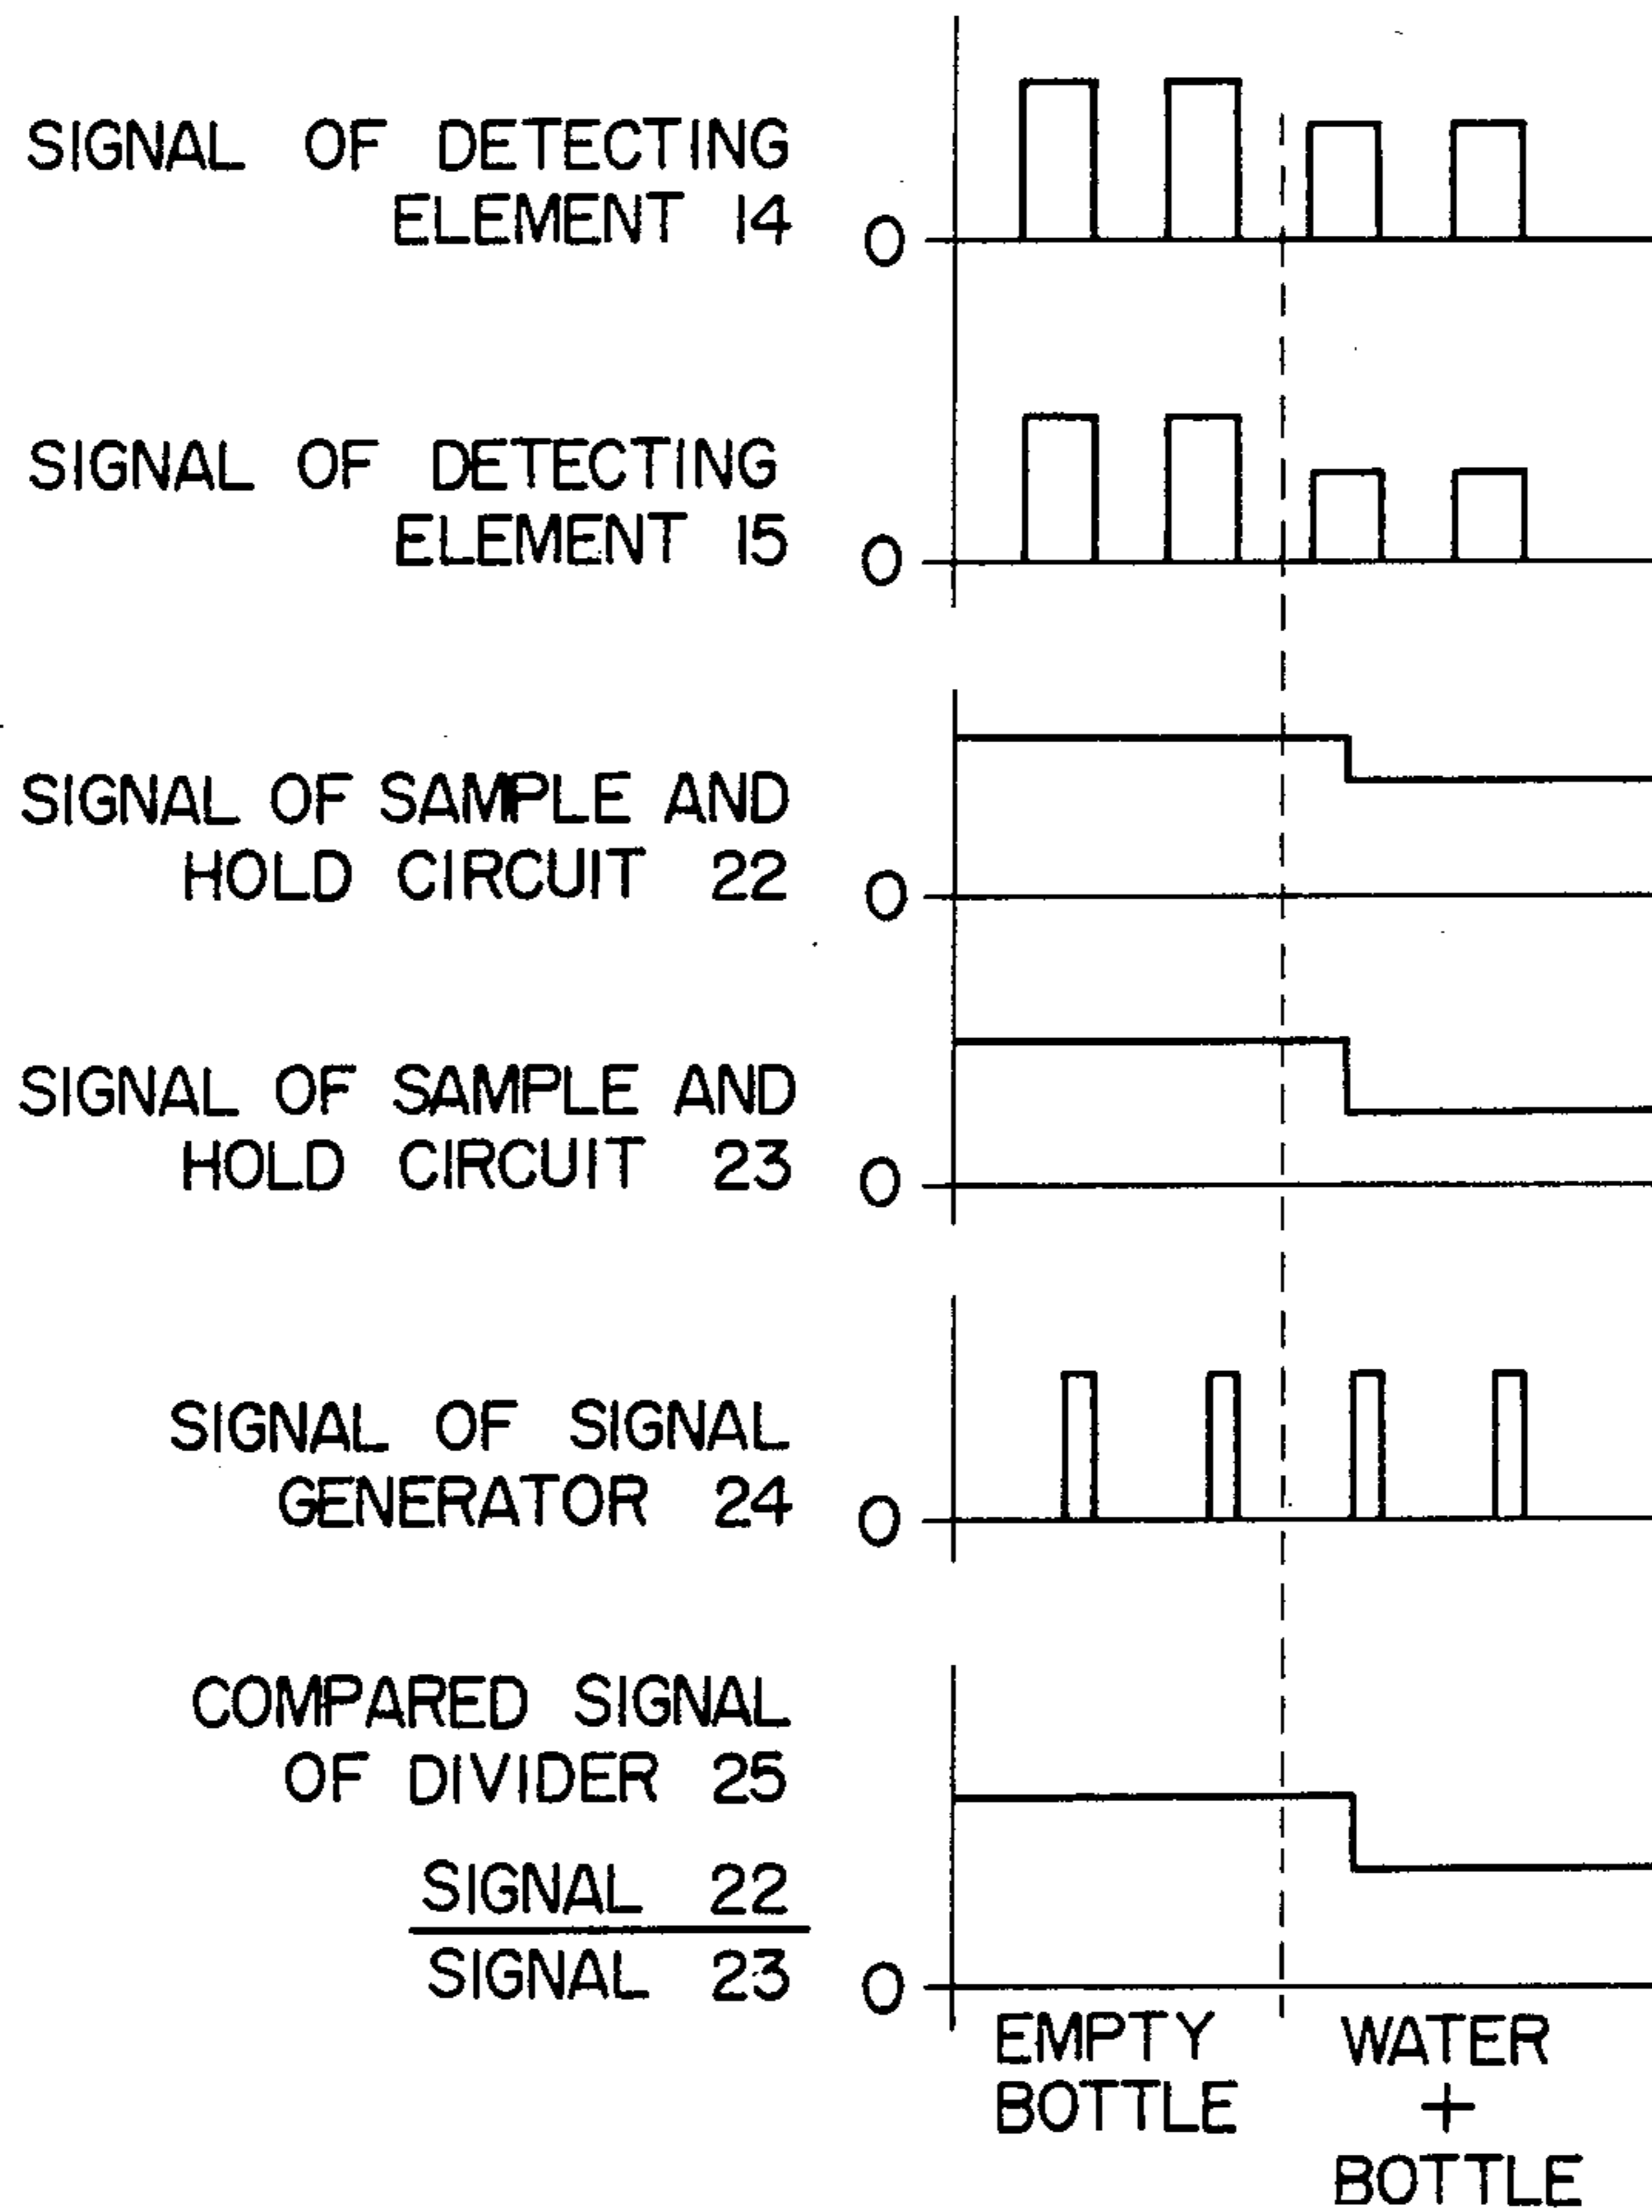 SIGNAL OF DETECTING
ELEMENT 14
0
SIGNAL OF DETECTING
ELEMENT 15
0
SIGNAL OF SAMPLE AND
HOLD CIRCUIT 22
0
SIGNAL OF SAMPLE AND
HOLD CIRCUIT 23
0
SIGNAL OF SIGNAL
GENERATOR 24
0
COMPARED SIGNAL
OF DIVIDER 25
SIGNAL 22
SIGNAL 23
0
EMPTY
BOTTLE
WATER
+
BOTTLE